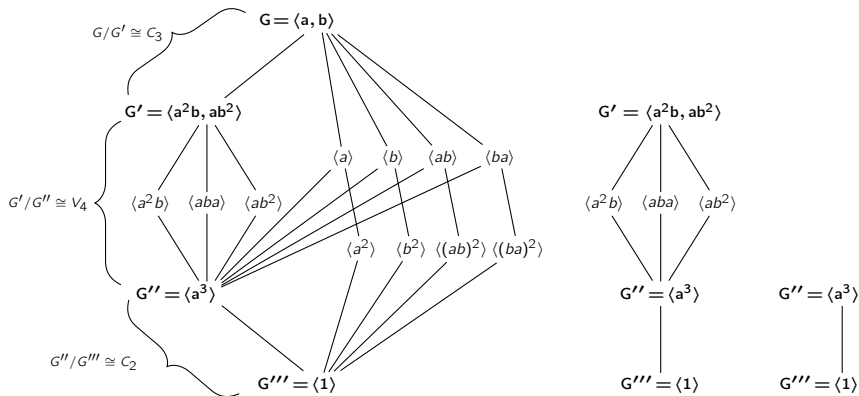 G = ⟨a, b⟩
G/G′ ≅ C₃
G′ = ⟨a²b, ab²⟩
G′ = ⟨a²b, ab²⟩
⟨a⟩ ⟨b⟩ ⟨ab⟩ ⟨ba⟩
G′/G″ ≅ V₄
⟨a²b⟩ ⟨aba⟩ ⟨ab²⟩
⟨a²b⟩ ⟨aba⟩ ⟨ab²⟩
⟨a²⟩ ⟨b²⟩ ⟨(ab)²⟩ ⟨(ba)²⟩
G″ = ⟨a³⟩
G″ = ⟨a³⟩
G″ = ⟨a³⟩
G″/G‴ ≅ C₂
G‴ = ⟨1⟩
G‴ = ⟨1⟩
G‴ = ⟨1⟩